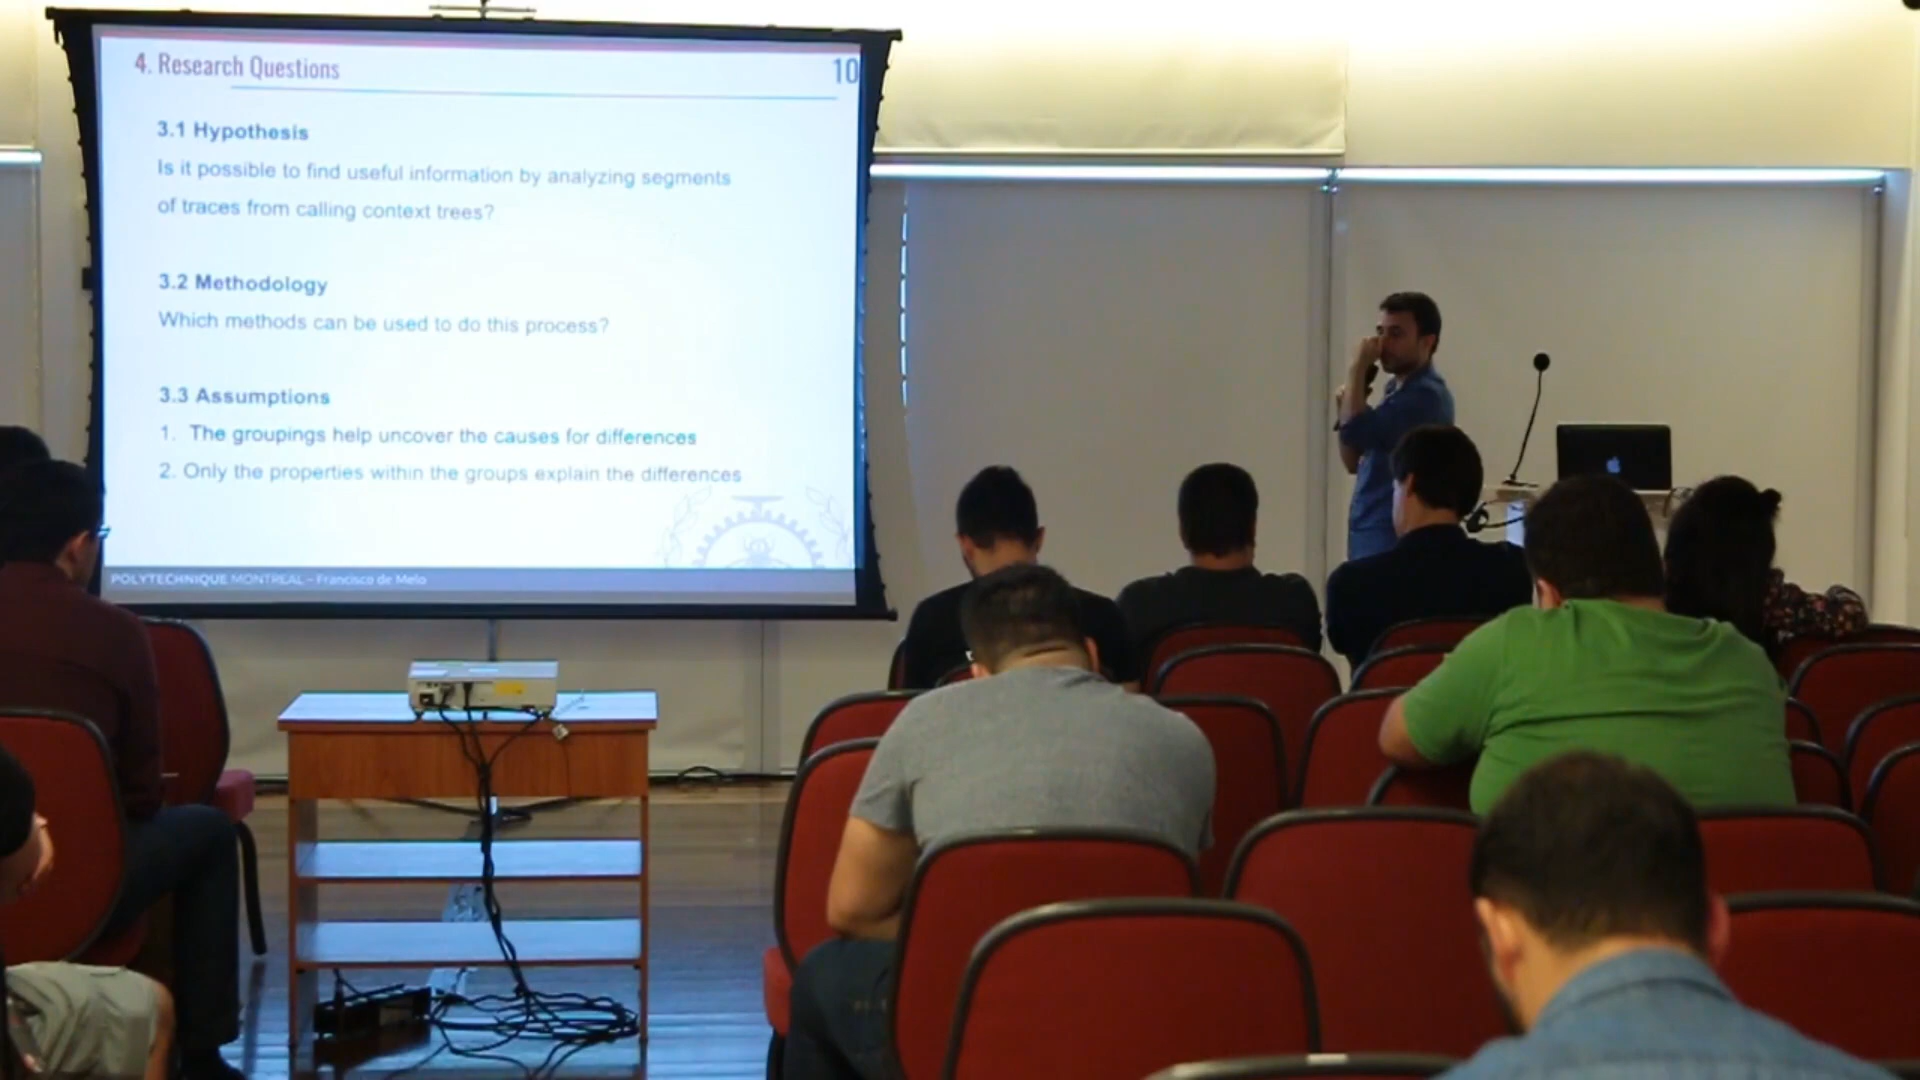 4. Research Questions
10
3.1 Hypothesis
Is it possible to find useful information by analyzing segments
of traces from calling context trees?
3.2 Methodology
Which methods can be used to do this process?
3.3 Assumptions
1. The groupings help uncover the causes for differences
2. Only the properties within the groups explain the differences
POLYTECHNIQUE MONTREAL – Francisco de Melo